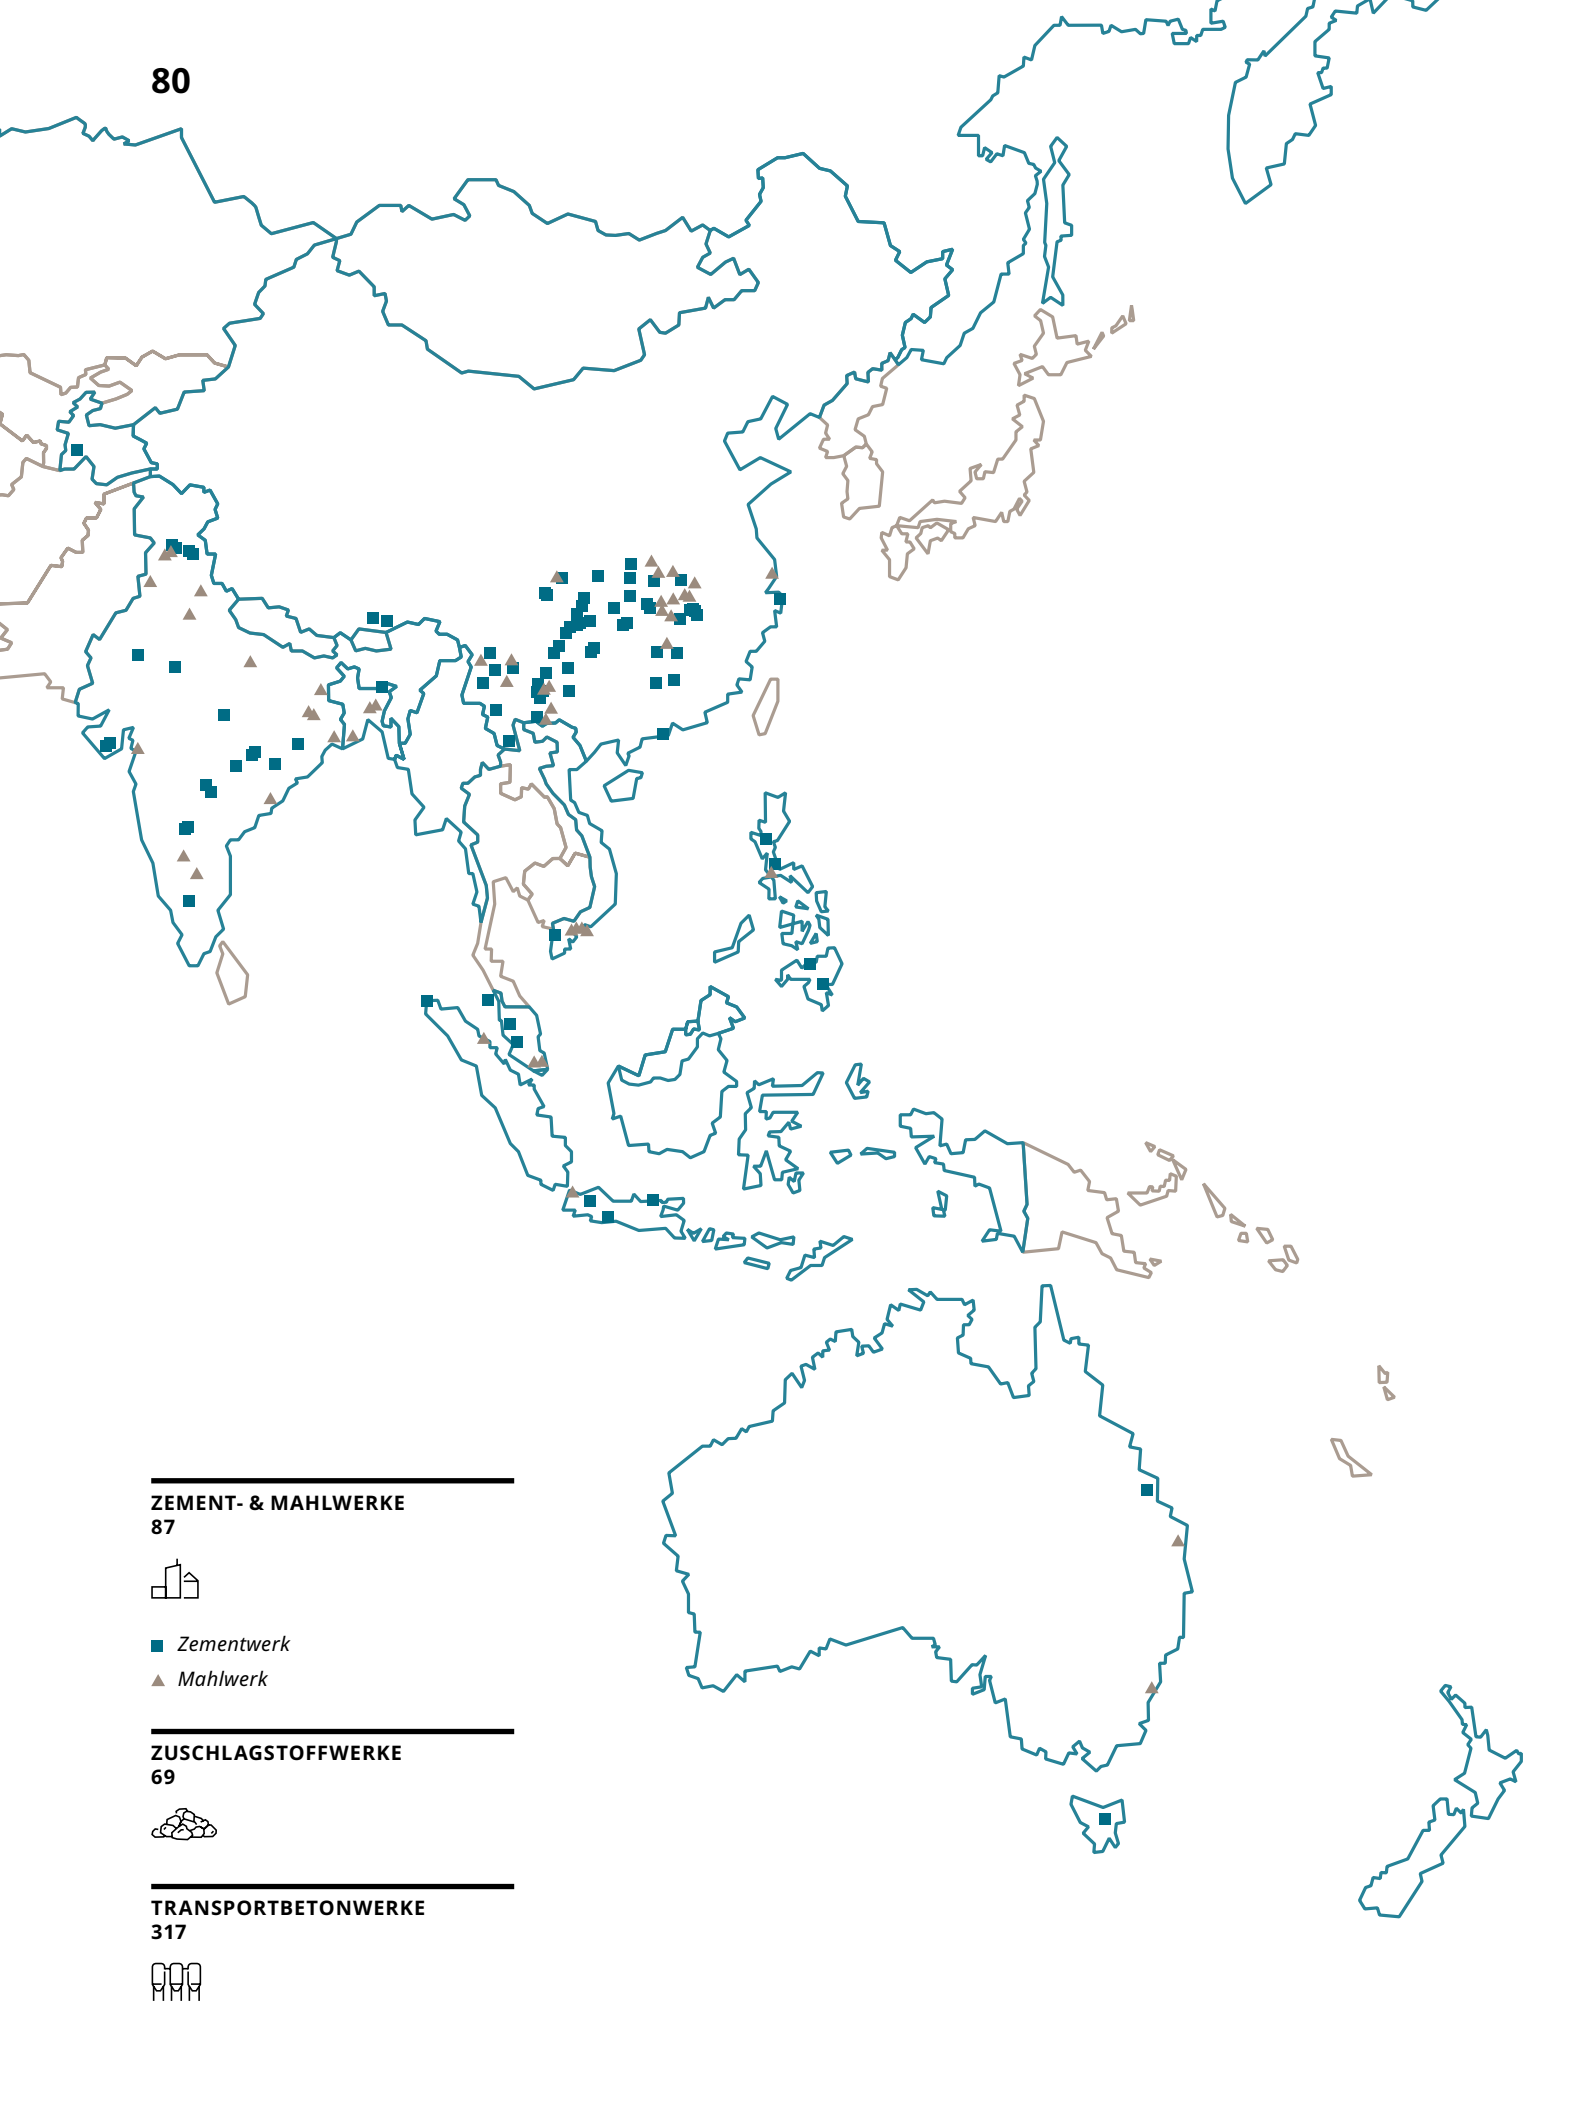 80
ZEMENT- & MAHLWERKE
87
Zementwerk
Mahlwerk
ZUSCHLAGSTOFFWERKE
69
TRANSPORTBETONWERKE
317